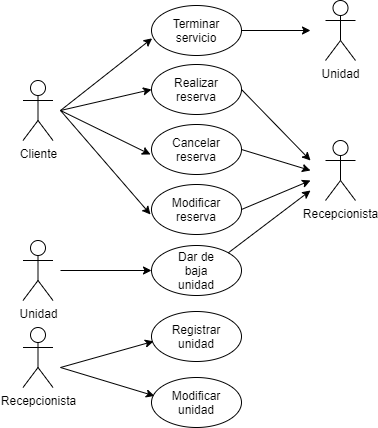 Terminar
servicio
Unidad
Realizar
reserva
Cliente
Cancelar
reserva
Modificar
reserva
Recepcionista
Dar de
baja
unidad
Unidad
Registrar
unidad
Recepcionista
Modificar
unidad